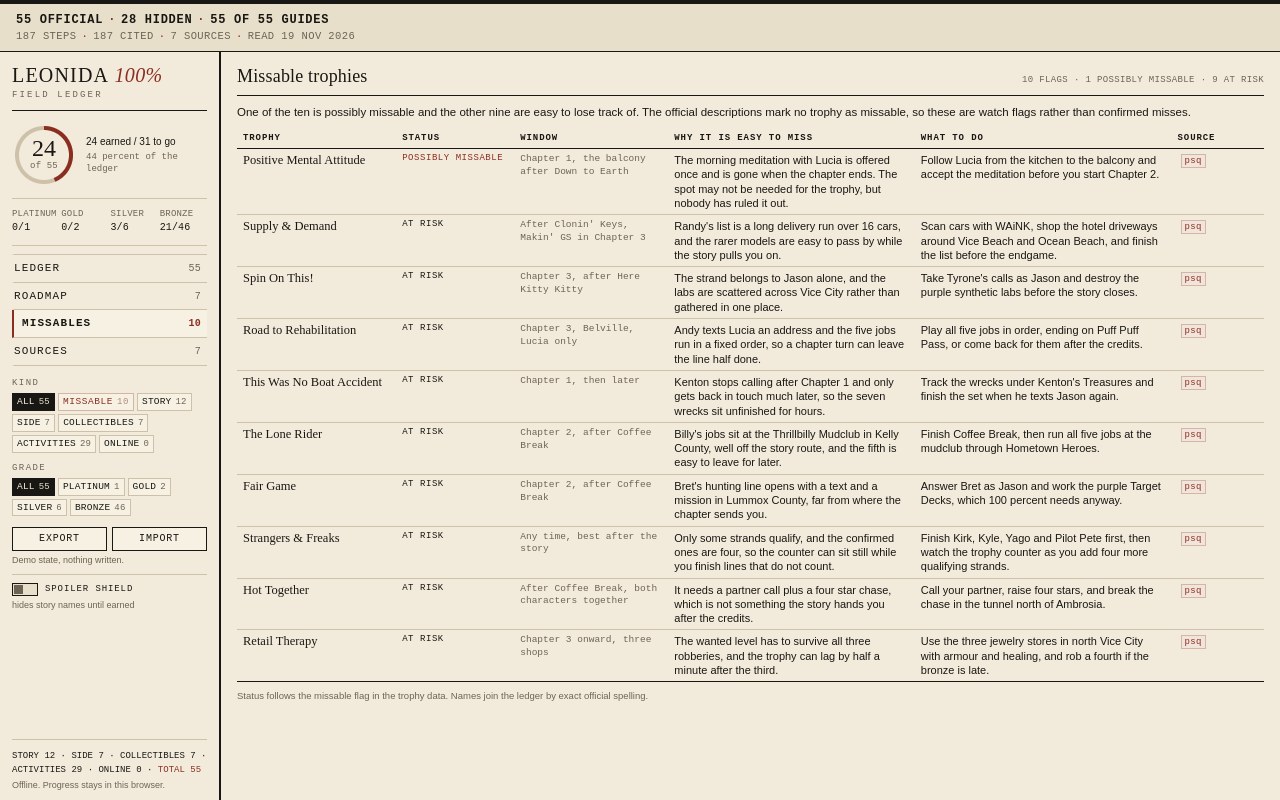 55 OFFICIAL · 28 HIDDEN · 55 OF 55 GUIDES
187 STEPS · 187 CITED · 7 SOURCES · READ 19 NOV 2026
LEONIDA 100%
FIELD LEDGER
24
of 55
24 earned / 31 to go
44 percent of the
ledger
PLATINUM GOLD SILVER BRONZE
0/1 0/2 3/6 21/46
LEDGER 55
ROADMAP 7
MISSABLES 10
SOURCES 7
KIND
ALL 55 MISSABLE 10 STORY 12
SIDE 7 COLLECTIBLES 7
ACTIVITIES 29 ONLINE 0
GRADE
ALL 55 PLATINUM 1 GOLD 2
SILVER 6 BRONZE 46
EXPORT IMPORT
Demo state, nothing written.
SPOILER SHIELD
hides story names until earned
STORY 12 · SIDE 7 · COLLECTIBLES 7 ·
ACTIVITIES 29 · ONLINE 0 · TOTAL 55
Offline. Progress stays in this browser.
Missable trophies
10 FLAGS · 1 POSSIBLY MISSABLE · 9 AT RISK
One of the ten is possibly missable and the other nine are easy to lose track of. The official descriptions mark no trophy as missable, so these are watch flags rather than confirmed misses.
TROPHY STATUS WINDOW WHY IT IS EASY TO MISS WHAT TO DO SOURCE
Positive Mental Attitude
POSSIBLY MISSABLE
Chapter 1, the balcony
after Down to Earth
The morning meditation with Lucia is offered
once and is gone when the chapter ends. The
spot may not be needed for the trophy, but
nobody has ruled it out.
Follow Lucia from the kitchen to the balcony and
accept the meditation before you start Chapter 2.
psq
Supply & Demand
AT RISK
After Clonin' Keys,
Makin' GS in Chapter 3
Randy's list is a long delivery run over 16 cars,
and the rarer models are easy to pass by while
the story pulls you on.
Scan cars with WAiNK, shop the hotel driveways
around Vice Beach and Ocean Beach, and finish
the list before the endgame.
psq
Spin On This!
AT RISK
Chapter 3, after Here
Kitty Kitty
The strand belongs to Jason alone, and the
labs are scattered across Vice City rather than
gathered in one place.
Take Tyrone's calls as Jason and destroy the
purple synthetic labs before the story closes.
psq
Road to Rehabilitation
AT RISK
Chapter 3, Belville,
Lucia only
Andy texts Lucia an address and the five jobs
run in a fixed order, so a chapter turn can leave
the line half done.
Play all five jobs in order, ending on Puff Puff
Pass, or come back for them after the credits.
psq
This Was No Boat Accident
AT RISK
Chapter 1, then later
Kenton stops calling after Chapter 1 and only
gets back in touch much later, so the seven
wrecks sit unfinished for hours.
Track the wrecks under Kenton's Treasures and
finish the set when he texts Jason again.
psq
The Lone Rider
AT RISK
Chapter 2, after Coffee
Break
Billy's jobs sit at the Thrillbilly Mudclub in Kelly
County, well off the story route, and the fifth is
easy to leave for later.
Finish Coffee Break, then run all five jobs at the
mudclub through Hometown Heroes.
psq
Fair Game
AT RISK
Chapter 2, after Coffee
Break
Bret's hunting line opens with a text and a
mission in Lummox County, far from where the
chapter sends you.
Answer Bret as Jason and work the purple Target
Decks, which 100 percent needs anyway.
psq
Strangers & Freaks
AT RISK
Any time, best after the
story
Only some strands qualify, and the confirmed
ones are four, so the counter can sit still while
you finish lines that do not count.
Finish Kirk, Kyle, Yago and Pilot Pete first, then
watch the trophy counter as you add four more
qualifying strands.
psq
Hot Together
AT RISK
After Coffee Break, both
characters together
It needs a partner call plus a four star chase,
which is not something the story hands you
after the credits.
Call your partner, raise four stars, and break the
chase in the tunnel north of Ambrosia.
psq
Retail Therapy
AT RISK
Chapter 3 onward, three
shops
The wanted level has to survive all three
robberies, and the trophy can lag by half a
minute after the third.
Use the three jewelry stores in north Vice City
with armour and healing, and rob a fourth if the
bronze is late.
psq
Status follows the missable flag in the trophy data. Names join the ledger by exact official spelling.